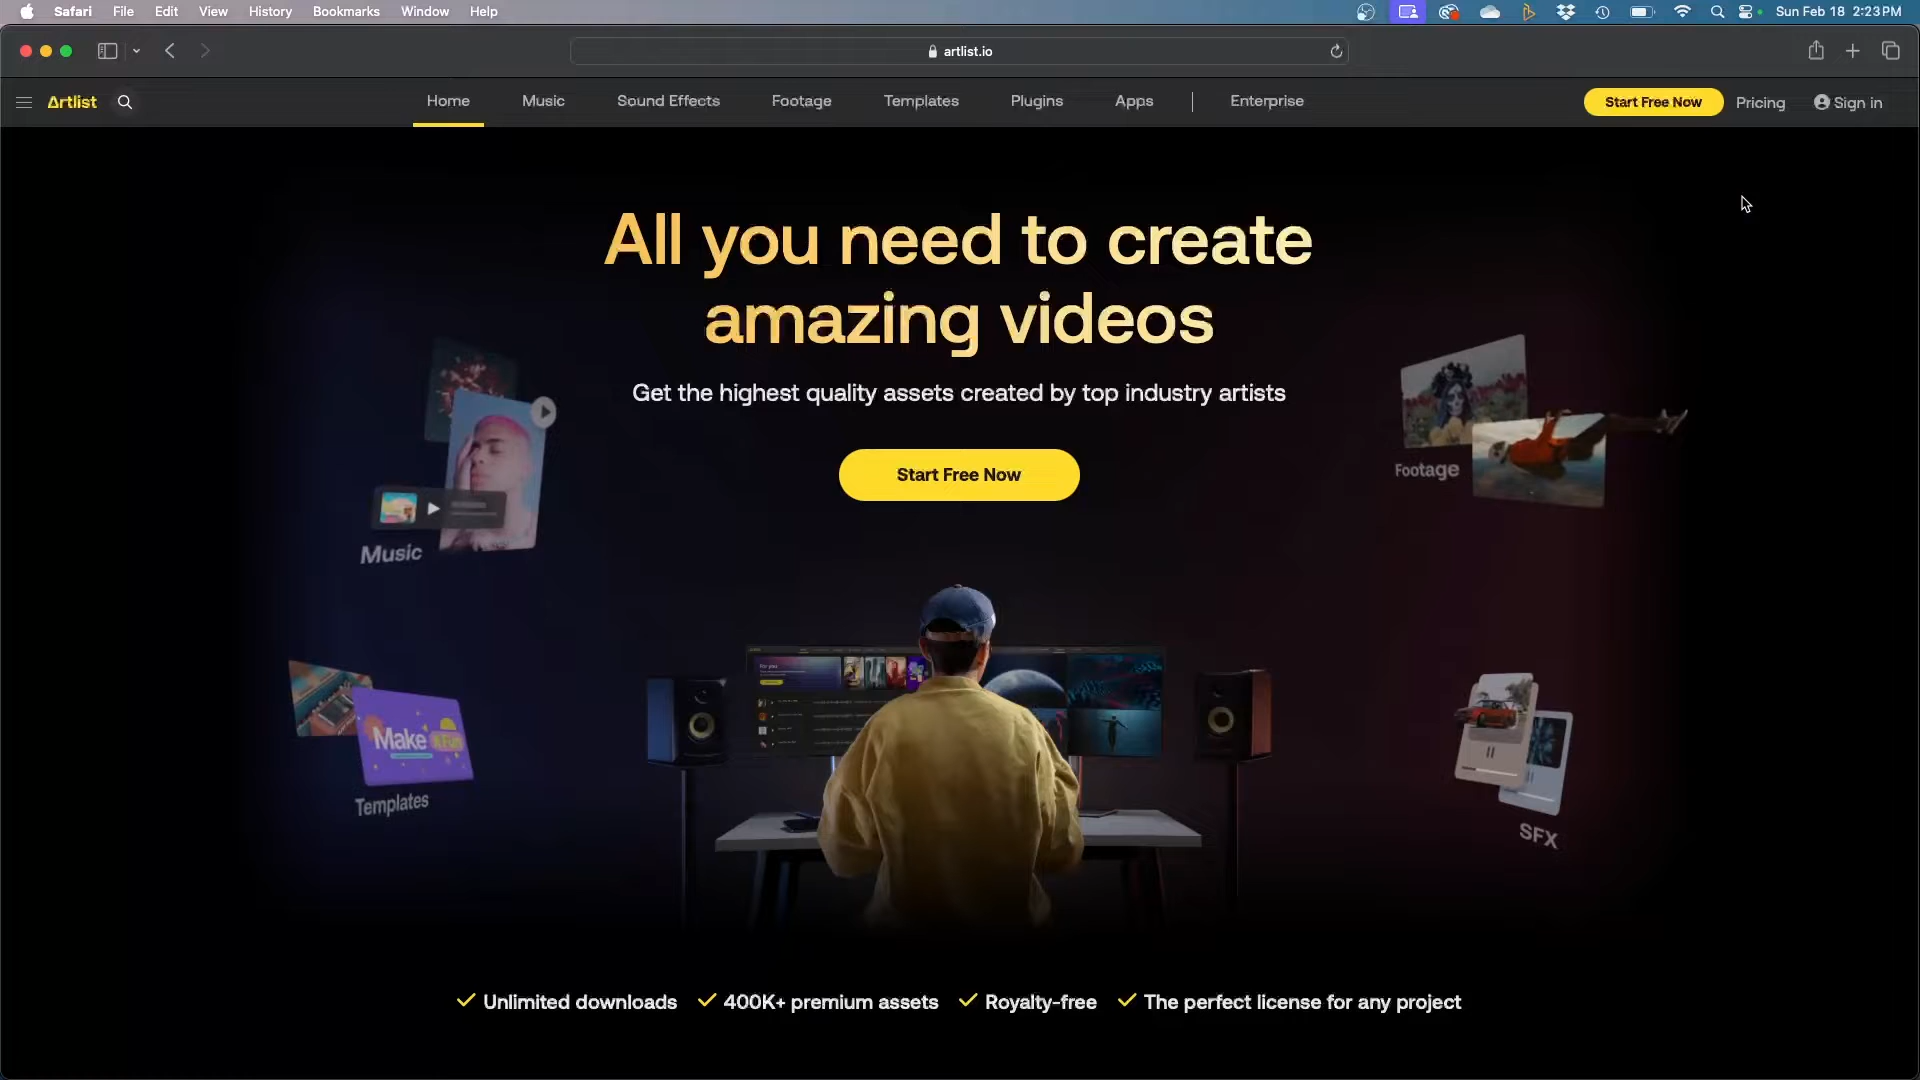 Safari File Edit View History Bookmarks Window Help Sun Feb 18 2:23 PM
artlist.io
Artlist Home Music Sound Effects Footage Templates Plugins Apps Enterprise Start Free Now Pricing Sign in
All you need to create
amazing videos
Get the highest quality assets created by top industry artists
Start Free Now
Footage
Music
Make
Templates
SFX
Unlimited downloads 400K+ premium assets Royalty-free The perfect license for any project